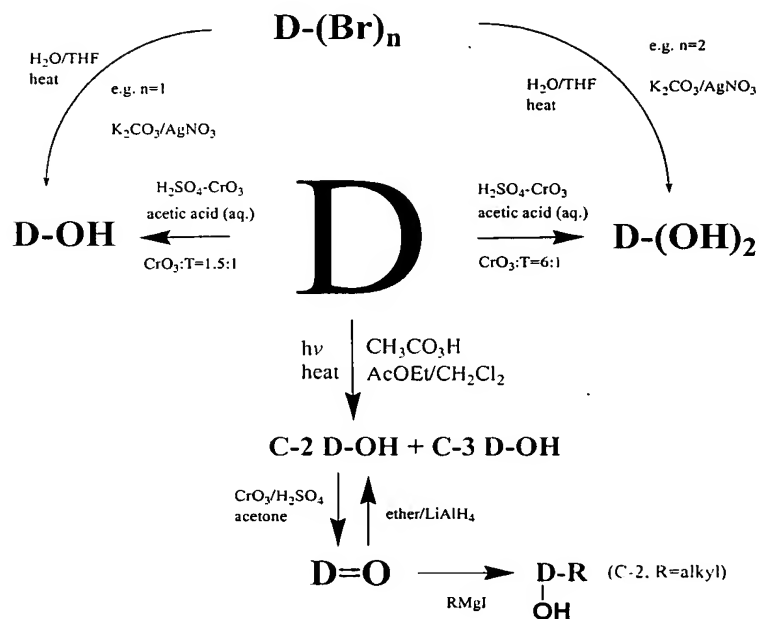 D-(Br)n
H₂O/THF
heat
e.g. n=1
K₂CO₃/AgNO₃
e.g. n=2
H₂O/THF
heat
K₂CO₃/AgNO₃
H₂SO₄-CrO₃
acetic acid (aq.)
CrO₃:T=1.5:1
D-OH
D
H₂SO₄-CrO₃
acetic acid (aq.)
CrO₃:T=6:1
D-(OH)₂
hν
heat
CH₃CO₃H
AcOEt/CH₂Cl₂
C-2 D-OH + C-3 D-OH
CrO₃/H₂SO₄
acetone
ether/LiAlH₄
D=O
RMgI
D-R (C-2, R=alkyl)
OH